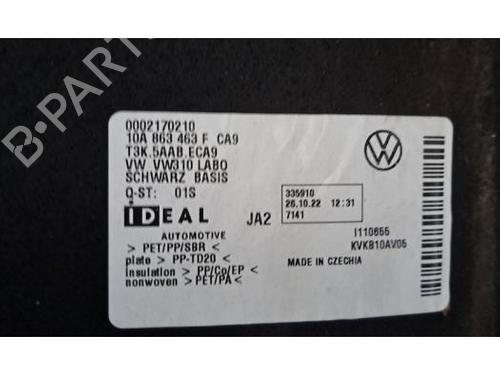 0002170210
10A 863 463 F CA9
T3K.5AAB.ECA9
VW VW310 LABO
SCHWARZ BASIS
Q-ST: 01S
IDEAL
AUTOMOTIVE
JA2
335910
26.10.22 12:31
7141
> PET/PP/SBR <
plate > PP-TD20 <
insulation > PP/Co/EP <
nonwoven > PET/PA <
I110655
KVKB10AV05
MADE IN CZECHIA
B-PARTS